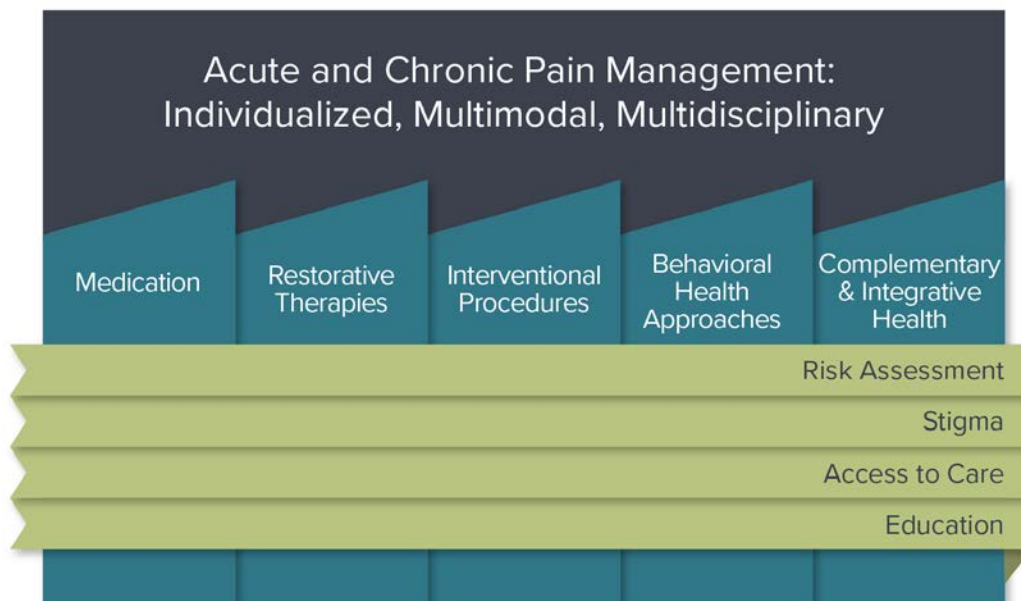 Acute and Chronic Pain Management:
Individualized, Multimodal, Multidisciplinary
Medication
Restorative
Therapies
Interventional
Procedures
Behavioral
Health
Approaches
Complementary
& Integrative
Health
Risk Assessment
Stigma
Access to Care
Education